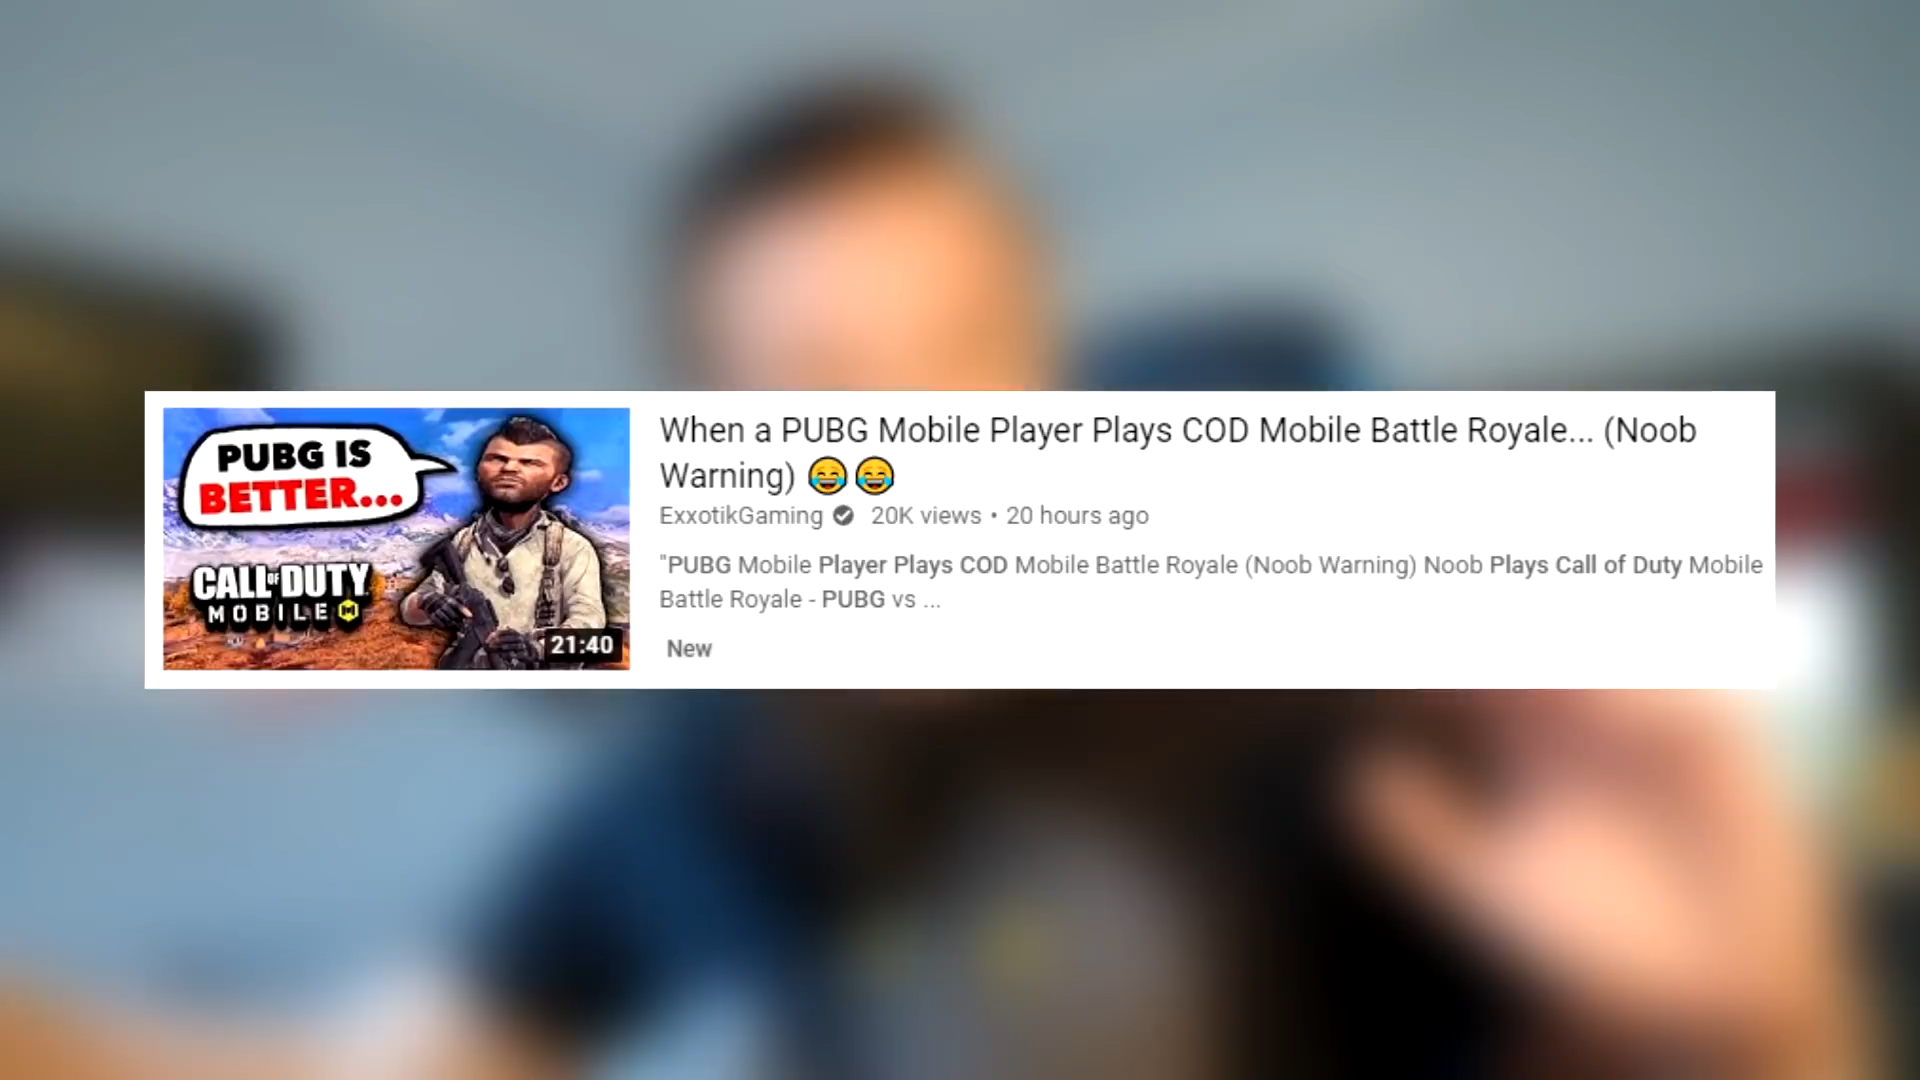 PUBG IS
BETTER...
CALL OF DUTY
MOBILE
21:40
When a PUBG Mobile Player Plays COD Mobile Battle Royale... (Noob
Warning) 😂😂
ExxotikGaming 20K views • 20 hours ago
"PUBG Mobile Player Plays COD Mobile Battle Royale (Noob Warning) Noob Plays Call of Duty Mobile
Battle Royale - PUBG vs ...
New